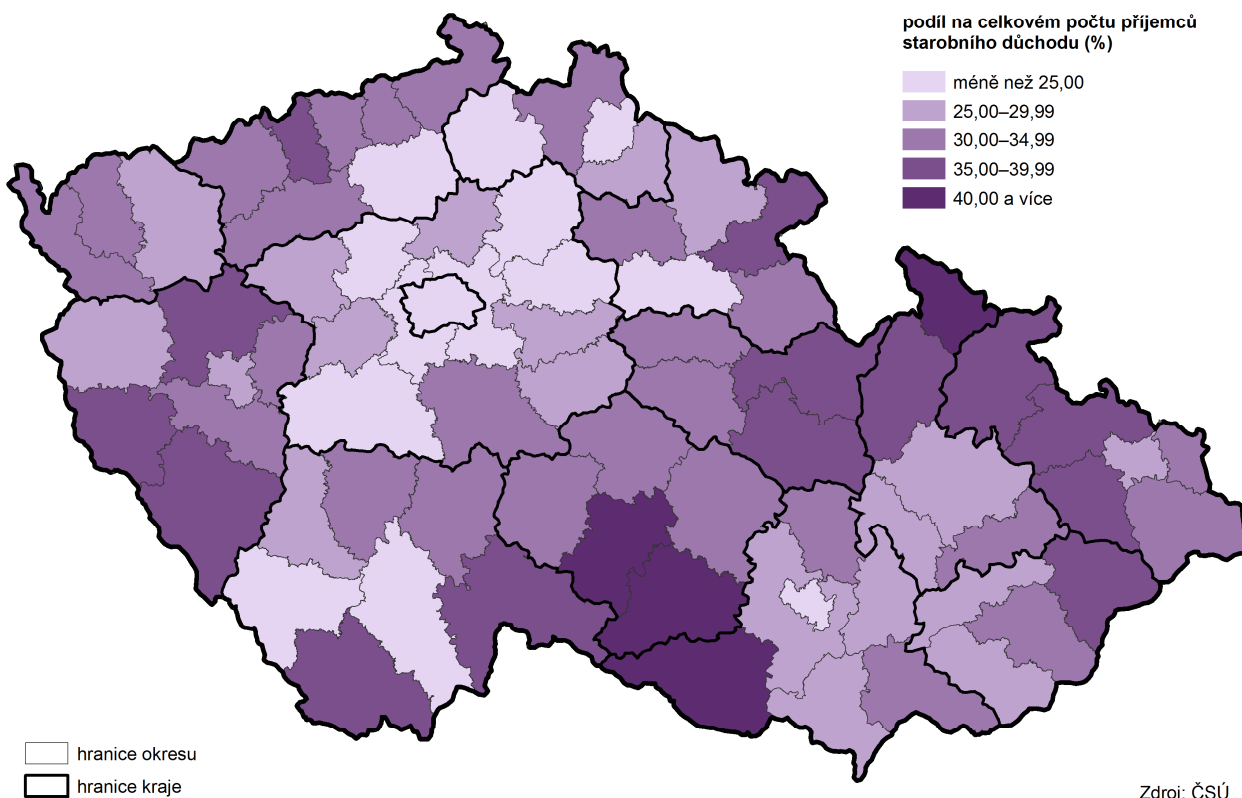 podíl na celkovém počtu příjemců
starobního důchodu (%)
méně než 25,00
25,00–29,99
30,00–34,99
35,00–39,99
40,00 a více
hranice okresu
hranice kraje
Zdroj: ČSÚ